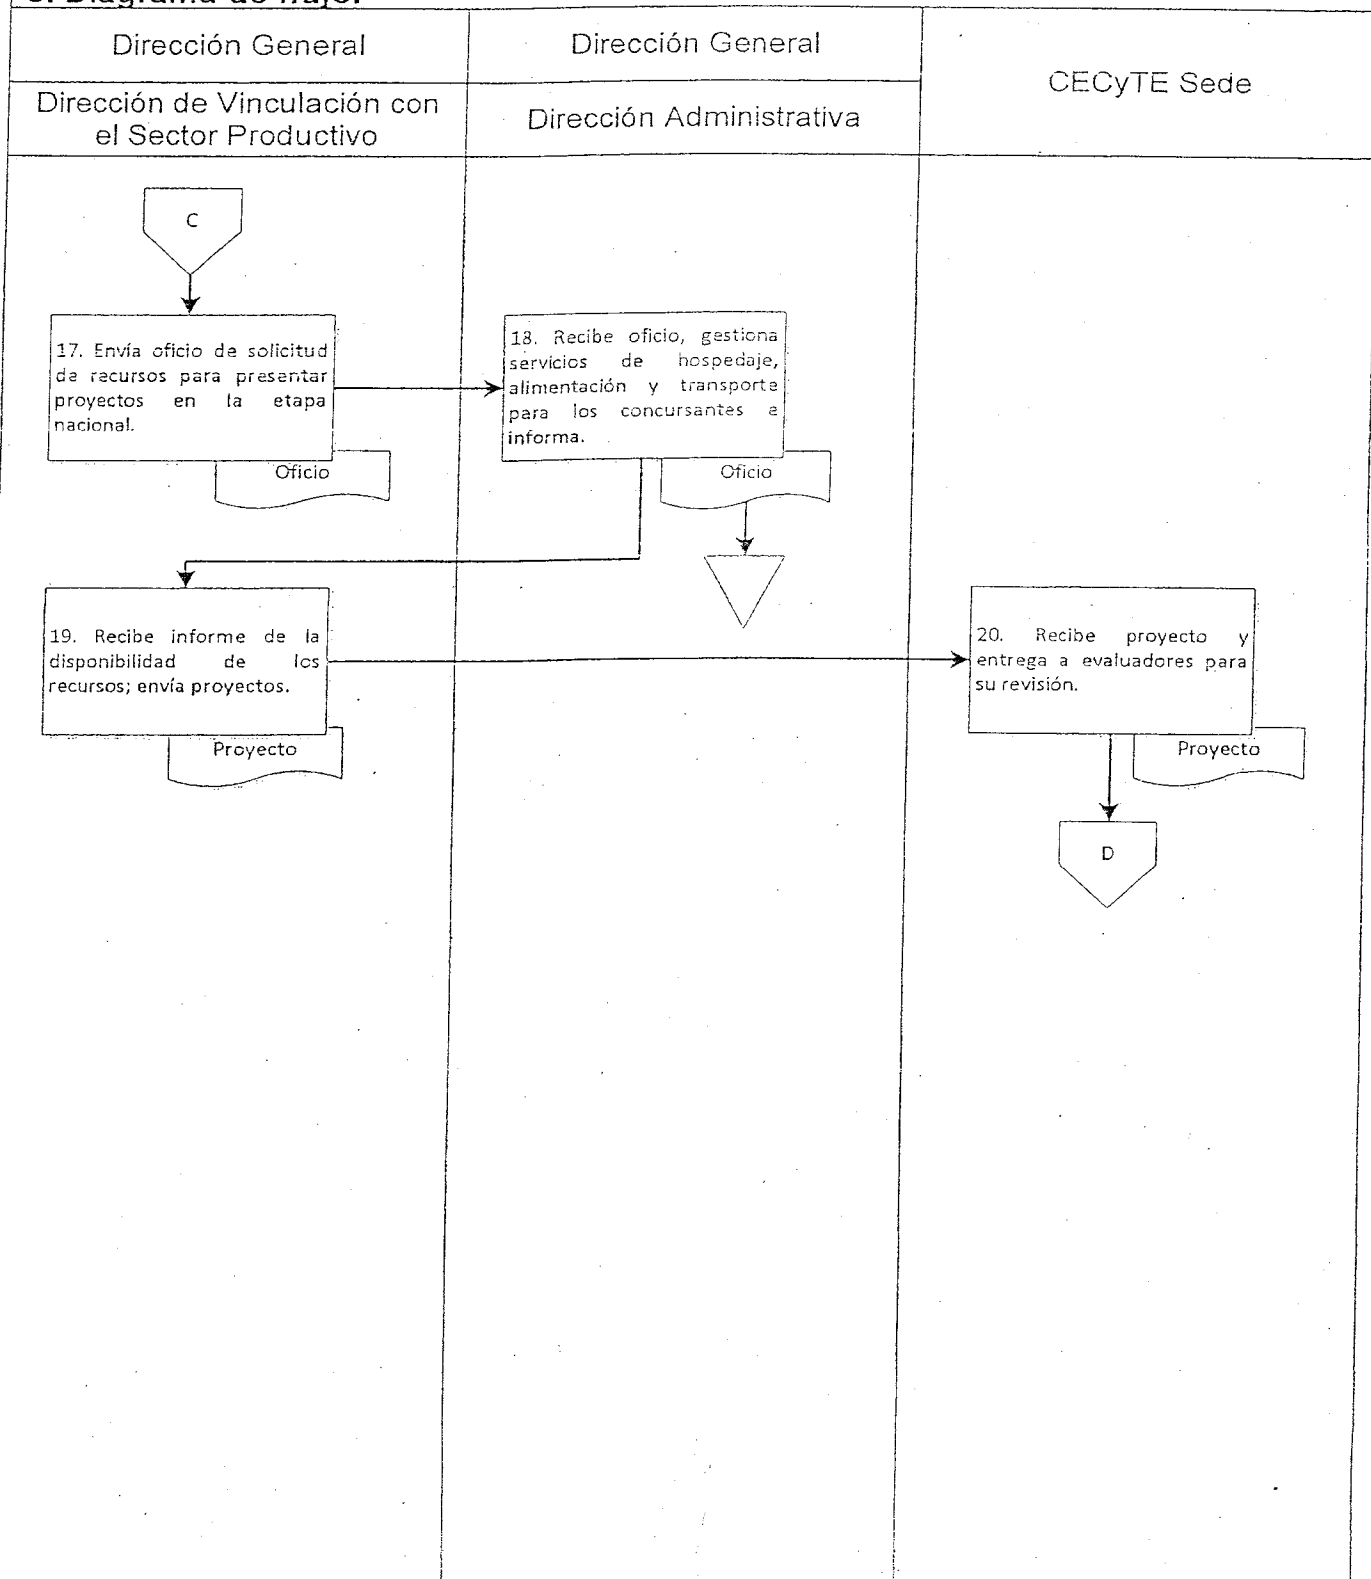 Dirección General
Dirección General
CECyTE Sede
Dirección de Vinculación con
el Sector Productivo
Dirección Administrativa
C
17. Envía oficio de solicitud
de recursos para presentar
proyectos en la etapa
nacional.
Oficio
18. Recibe oficio, gestiona
servicios de hospedaje,
alimentación y transporte
para los concursantes e
informa.
Oficio
19. Recibe informe de la
disponibilidad de los
recursos; envía proyectos.
Proyecto
20. Recibe proyecto y
entrega a evaluadores para
su revisión.
Proyecto
D